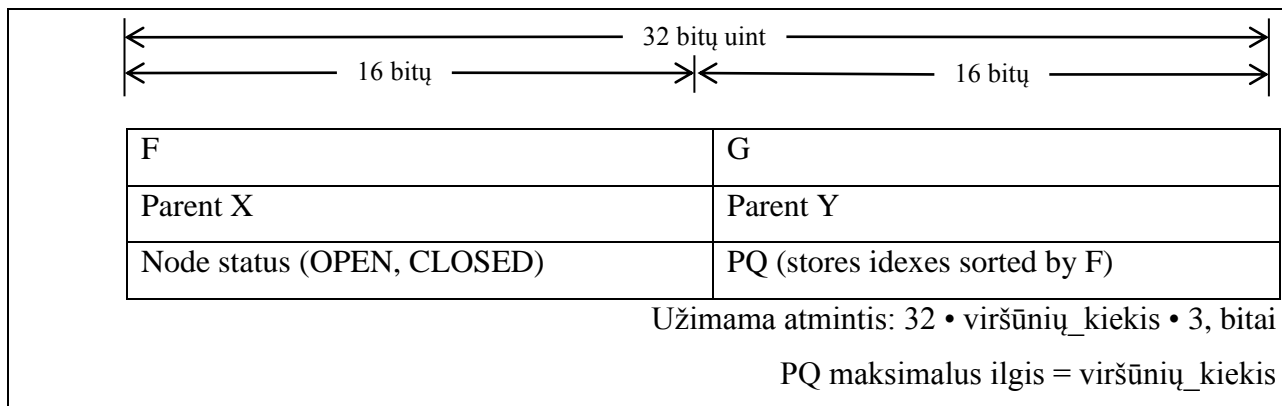 32 bitų uint
16 bitų 16 bitų
F G
Parent X Parent Y
Node status (OPEN, CLOSED) PQ (stores idexes sorted by F)
Užimama atmintis: 32 • viršūnių_kiekis • 3, bitai
PQ maksimalus ilgis = viršūnių_kiekis